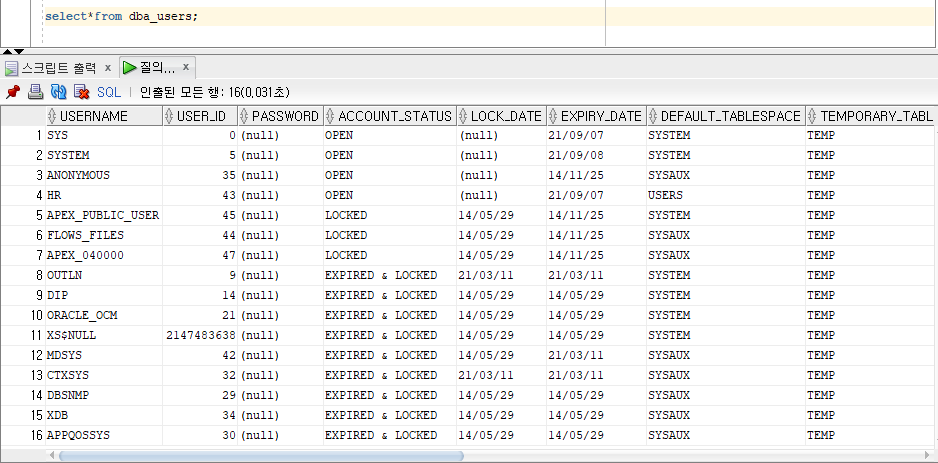 select*from dba_users;
스크립트 출력 x 질의... x
SQL | 인출된 모든 행: 16(0,031초)
USERNAME USER_ID PASSWORD ACCOUNT_STATUS LOCK_DATE EXPIRY_DATE DEFAULT_TABLESPACE TEMPORARY_TABL
1 SYS 0 (null) OPEN (null) 21/09/07 SYSTEM TEMP
2 SYSTEM 5 (null) OPEN (null) 21/09/08 SYSTEM TEMP
3 ANONYMOUS 35 (null) OPEN (null) 14/11/25 SYSAUX TEMP
4 HR 43 (null) OPEN (null) 21/09/07 USERS TEMP
5 APEX_PUBLIC_USER 45 (null) LOCKED 14/05/29 14/11/25 SYSTEM TEMP
6 FLOWS_FILES 44 (null) LOCKED 14/05/29 14/11/25 SYSAUX TEMP
7 APEX_040000 47 (null) LOCKED 14/05/29 14/11/25 SYSAUX TEMP
8 OUTLN 9 (null) EXPIRED & LOCKED 21/03/11 21/03/11 SYSTEM TEMP
9 DIP 14 (null) EXPIRED & LOCKED 14/05/29 14/05/29 SYSTEM TEMP
10 ORACLE_OCM 21 (null) EXPIRED & LOCKED 14/05/29 14/05/29 SYSTEM TEMP
11 XS$NULL 2147483638 (null) EXPIRED & LOCKED 14/05/29 14/05/29 SYSTEM TEMP
12 MDSYS 42 (null) EXPIRED & LOCKED 14/05/29 21/03/11 SYSAUX TEMP
13 CTXSYS 32 (null) EXPIRED & LOCKED 21/03/11 21/03/11 SYSAUX TEMP
14 DBSNMP 29 (null) EXPIRED & LOCKED 14/05/29 14/05/29 SYSAUX TEMP
15 XDB 34 (null) EXPIRED & LOCKED 14/05/29 14/05/29 SYSAUX TEMP
16 APPQOSSYS 30 (null) EXPIRED & LOCKED 14/05/29 14/05/29 SYSAUX TEMP